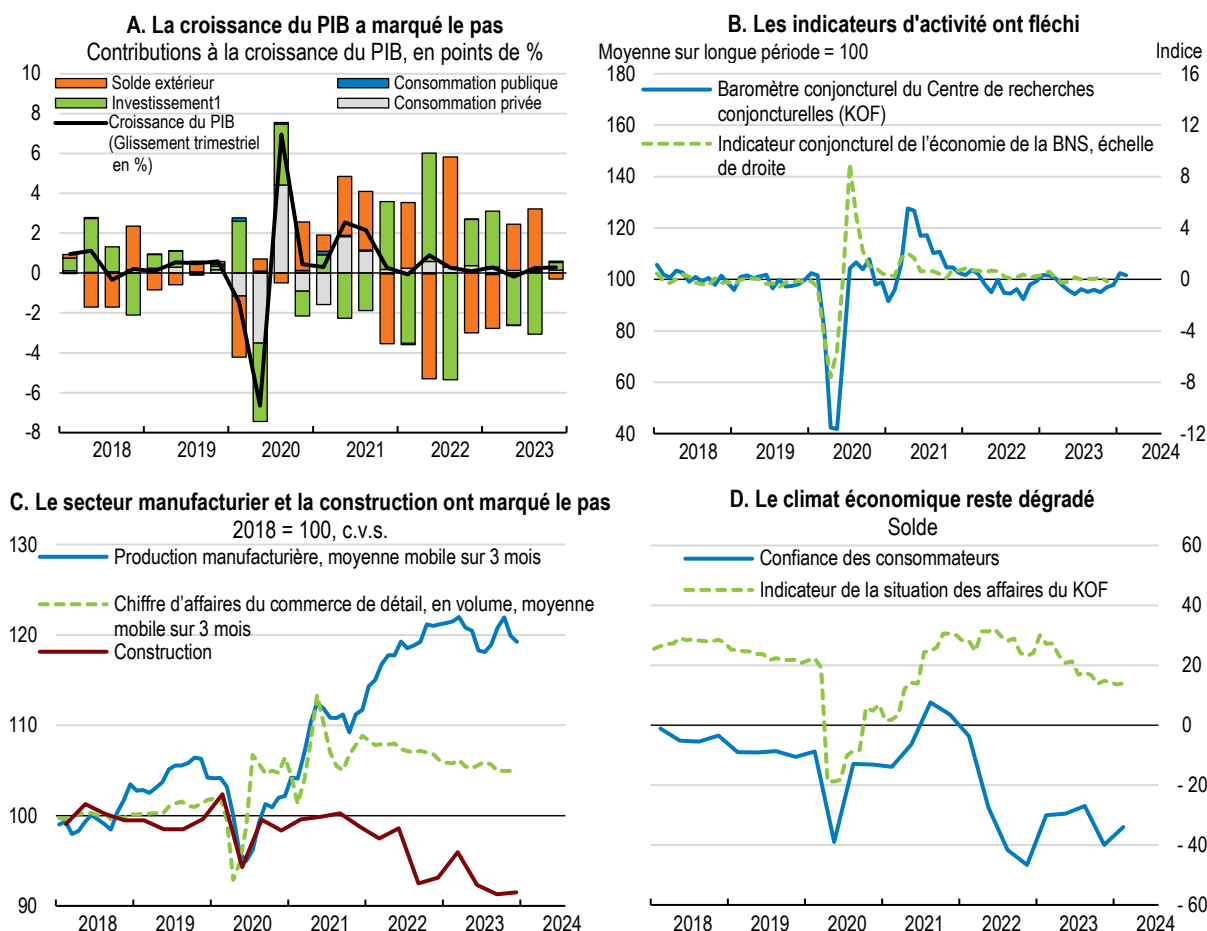 A. La croissance du PIB a marqué le pas
Contributions à la croissance du PIB, en points de %
10
8
6
4
2
0
-2
-4
-6
-8
Solde extérieur
Consommation publique
Investissement1
Consommation privée
Croissance du PIB
(Glissement trimestriel
en %)
2018
2019
2020
2021
2022
2023
B. Les indicateurs d'activité ont fléchi
Moyenne sur longue période = 100
Indice
180
160
140
120
100
80
60
40
16
12
8
4
0
-4
-8
-12
Baromètre conjoncturel du Centre de recherches
conjoncturelles (KOF)
Indicateur conjoncturel de l'économie de la BNS, échelle
de droite
2018
2019
2020
2021
2022
2023
2024
C. Le secteur manufacturier et la construction ont marqué le pas
2018 = 100, c.v.s.
130
120
110
100
90
Production manufacturière, moyenne mobile sur 3 mois
Chiffre d'affaires du commerce de détail, en volume, moyenne
mobile sur 3 mois
Construction
2018
2019
2020
2021
2022
2023
2024
D. Le climat économique reste dégradé
Solde
60
40
20
0
- 20
- 40
- 60
Confiance des consommateurs
Indicateur de la situation des affaires du KOF
2018
2019
2020
2021
2022
2023
2024